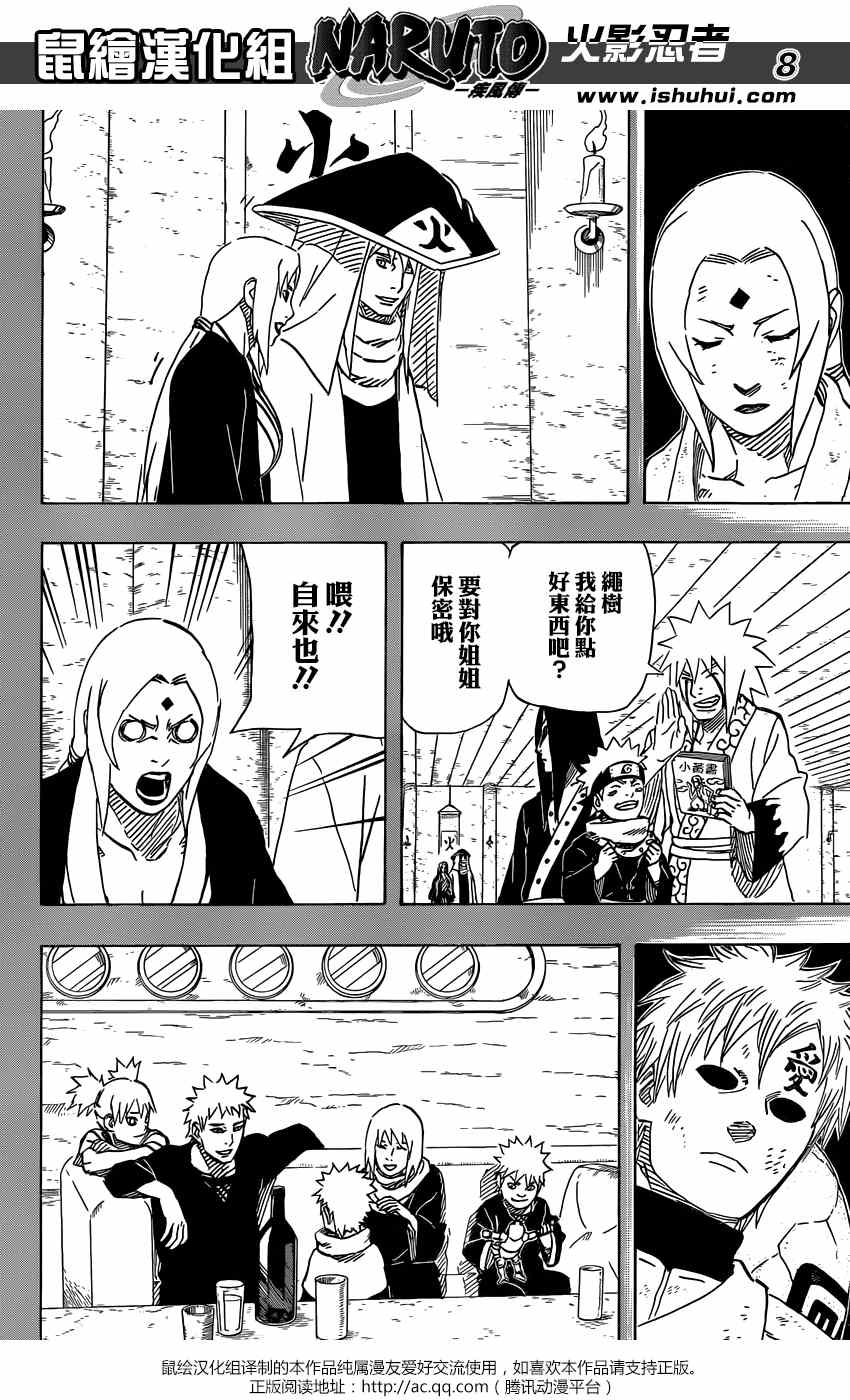 鼠繪漢化組
NARUTO
疾風傳
火影忍者
8
www.ishuhui.com
火
火
繩樹
我給你點
好東西吧？
要對你姐姐
保密哦
小黃書
火
喂!!
自來也!!
愛
鼠绘汉化组译制的本作品纯属漫友爱好交流使用，如喜欢本作品请支持正版。
正版阅读地址：http://ac.qq.com（腾讯动漫平台）